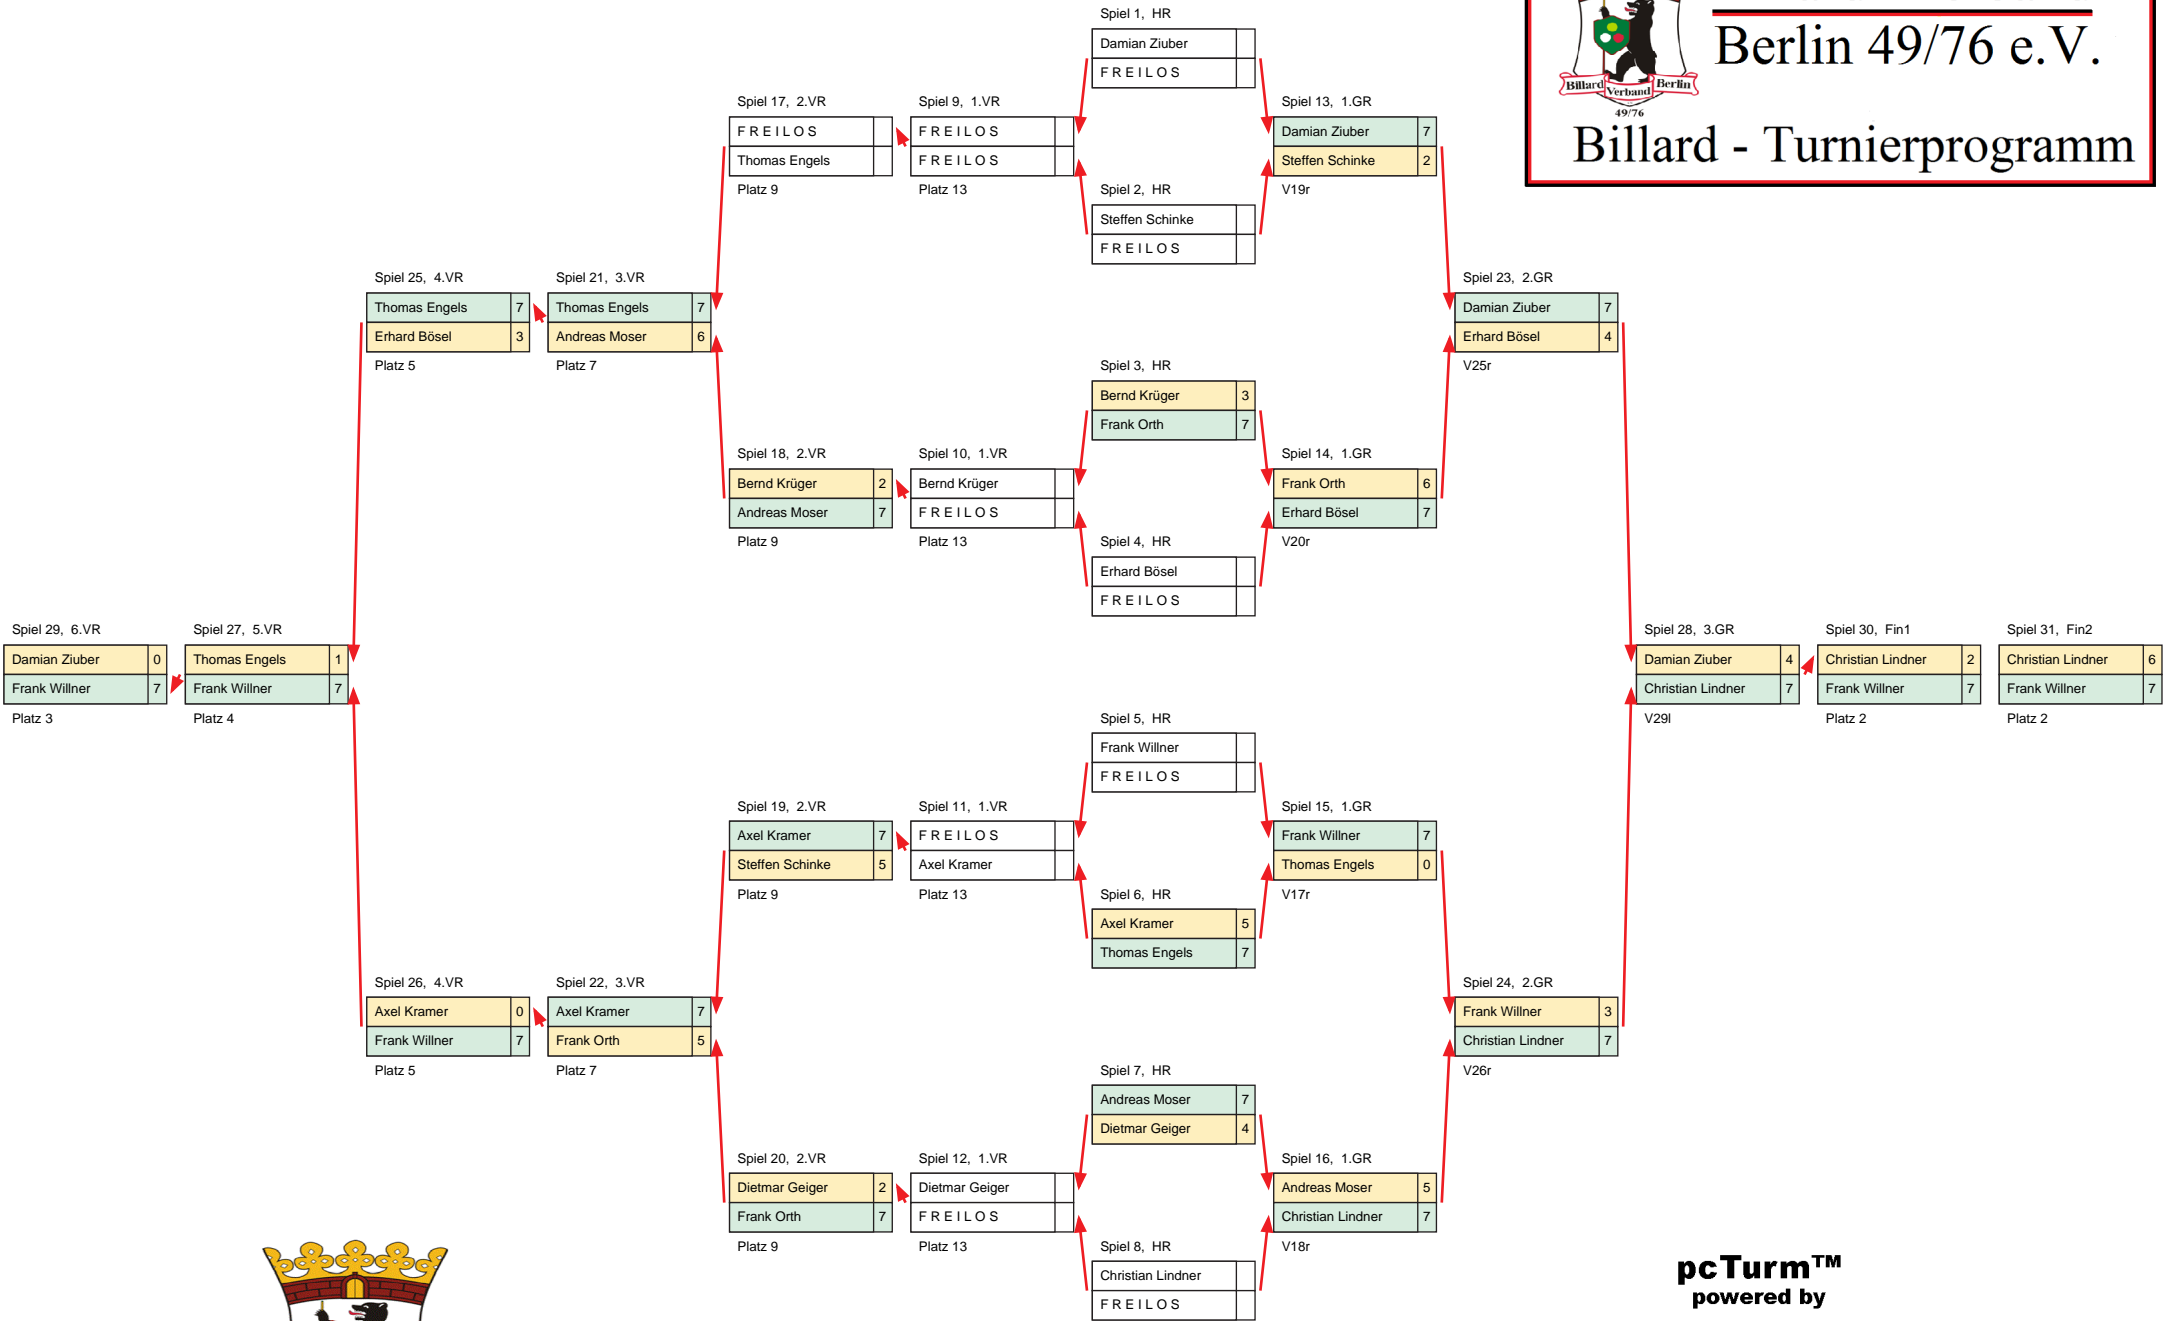 Spiel 1, HR
Damian Ziuber
F R E I L O S
Berlin 49/76 e.V.
Billard Verband Berlin
49/76
Billard - Turnierprogramm
Spiel 17, 2.VR
F R E I L O S
Thomas Engels
Platz 9
Spiel 9, 1.VR
F R E I L O S
F R E I L O S
Platz 13
Spiel 13, 1.GR
Damian Ziuber 7
Steffen Schinke 2
V19r
Spiel 2, HR
Steffen Schinke
F R E I L O S
Spiel 25, 4.VR
Thomas Engels 7
Erhard Bösel 3
Platz 5
Spiel 21, 3.VR
Thomas Engels 7
Andreas Moser 6
Platz 7
Spiel 23, 2.GR
Damian Ziuber 7
Erhard Bösel 4
V25r
Spiel 3, HR
Bernd Krüger 3
Frank Orth 7
Spiel 18, 2.VR
Bernd Krüger 2
Andreas Moser 7
Platz 9
Spiel 10, 1.VR
Bernd Krüger
F R E I L O S
Platz 13
Spiel 14, 1.GR
Frank Orth 6
Erhard Bösel 7
V20r
Spiel 4, HR
Erhard Bösel
F R E I L O S
Spiel 29, 6.VR
Damian Ziuber 0
Frank Willner 7
Platz 3
Spiel 27, 5.VR
Thomas Engels 1
Frank Willner 7
Platz 4
Spiel 28, 3.GR
Damian Ziuber 4
Christian Lindner 7
V29l
Spiel 30, Fin1
Christian Lindner 2
Frank Willner 7
Platz 2
Spiel 31, Fin2
Christian Lindner 6
Frank Willner 7
Platz 2
Spiel 5, HR
Frank Willner
F R E I L O S
Spiel 19, 2.VR
Axel Kramer 7
Steffen Schinke 5
Platz 9
Spiel 11, 1.VR
F R E I L O S
Axel Kramer
Platz 13
Spiel 15, 1.GR
Frank Willner 7
Thomas Engels 0
V17r
Spiel 6, HR
Axel Kramer 5
Thomas Engels 7
Spiel 26, 4.VR
Axel Kramer 0
Frank Willner 7
Platz 5
Spiel 22, 3.VR
Axel Kramer 7
Frank Orth 5
Platz 7
Spiel 24, 2.GR
Frank Willner 3
Christian Lindner 7
V26r
Spiel 7, HR
Andreas Moser 7
Dietmar Geiger 4
Spiel 20, 2.VR
Dietmar Geiger 2
Frank Orth 7
Platz 9
Spiel 12, 1.VR
Dietmar Geiger
F R E I L O S
Platz 13
Spiel 16, 1.GR
Andreas Moser 5
Christian Lindner 7
V18r
Spiel 8, HR
Christian Lindner
F R E I L O S
pcTurm™
powered by